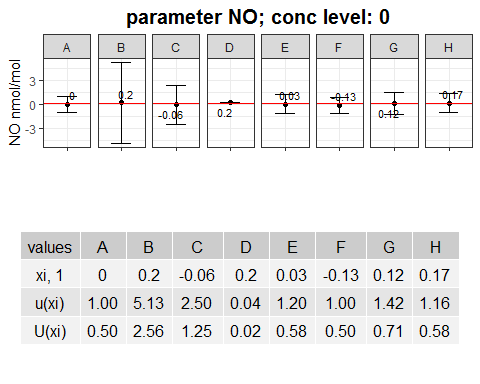 parameter NO; conc level: 0
A B C D E F G H
NO nmol/mol
3
0
-3
0 0.2 -0.06 0.2 0.03 -0.13 0.12 0.17
values A B C D E F G H
xi, 1 0 0.2 -0.06 0.2 0.03 -0.13 0.12 0.17
u(xi) 1.00 5.13 2.50 0.04 1.20 1.00 1.42 1.16
U(xi) 0.50 2.56 1.25 0.02 0.58 0.50 0.71 0.58